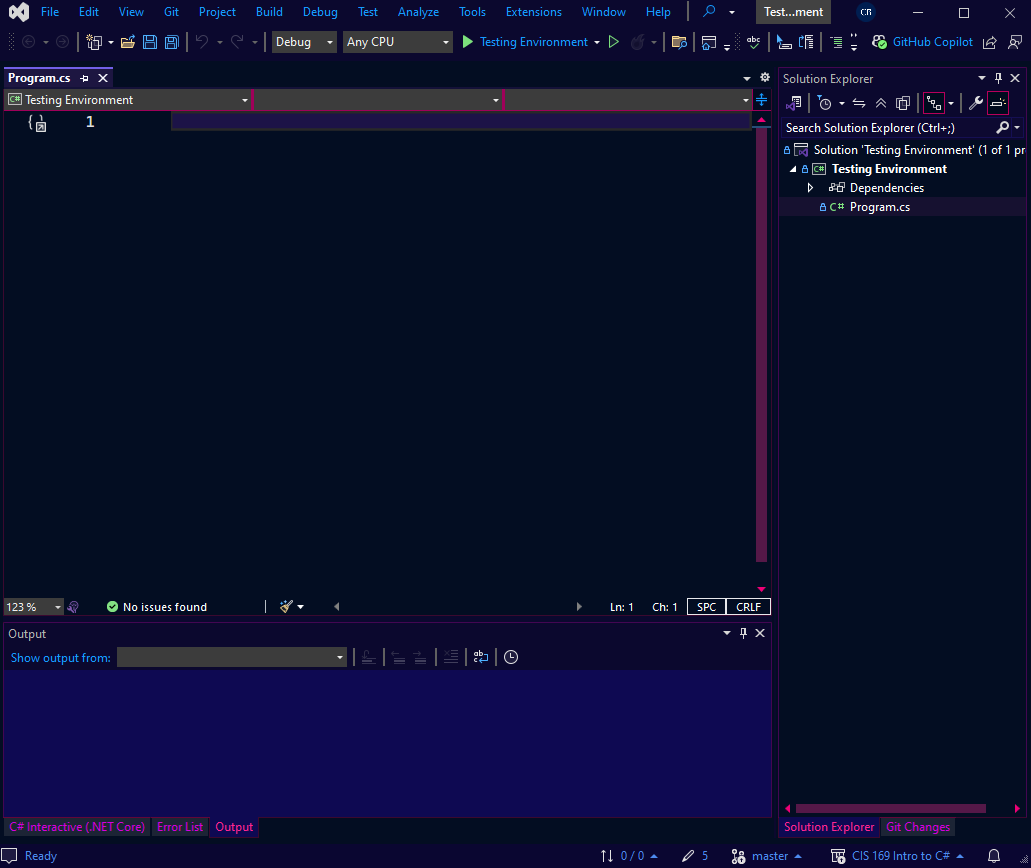 File Edit View Git Project Build Debug Test Analyze Tools Extensions Window Help Test...ment
Debug Any CPU Testing Environment abc GitHub Copilot
Program.cs
C# Testing Environment
1
123 % No issues found Ln: 1 Ch: 1 SPC CRLF
Output
Show output from:
C# Interactive (.NET Core) Error List Output
Solution Explorer
Search Solution Explorer (Ctrl+;)
Solution 'Testing Environment' (1 of 1 pr
C# Testing Environment
Dependencies
C# Program.cs
Solution Explorer Git Changes
Ready 0 / 0 5 master CIS 169 Intro to C#